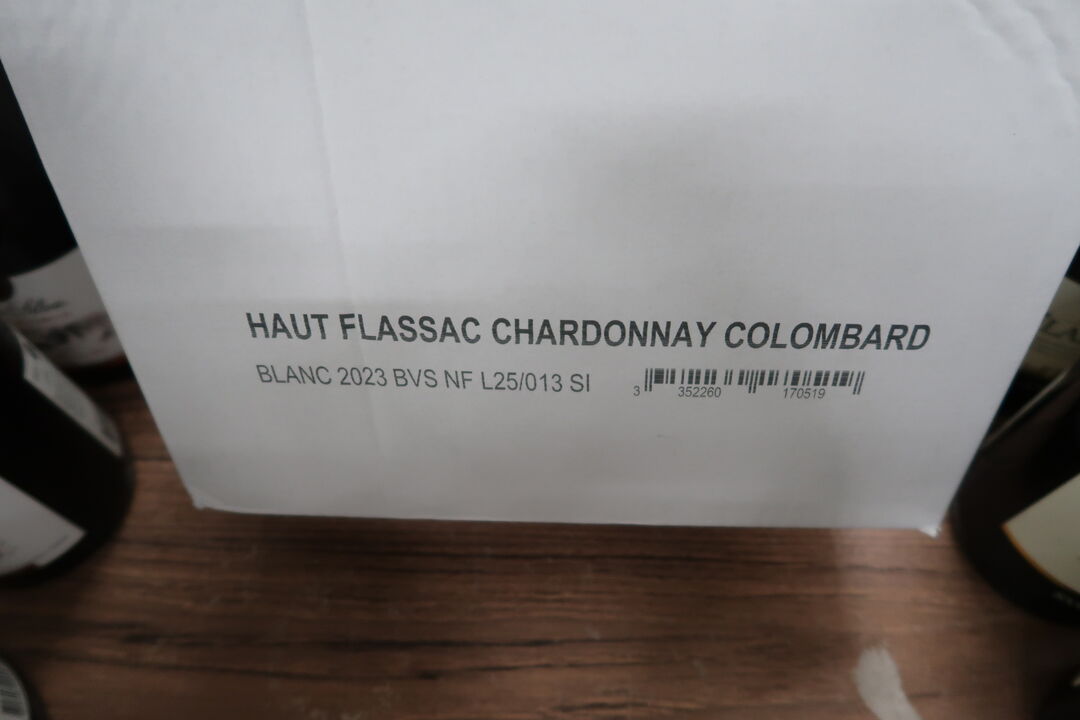 HAUT FLASSAC CHARDONNAY COLOMBARD
BLANC 2023 BVS NF L25/013 SI
3 352260 170519